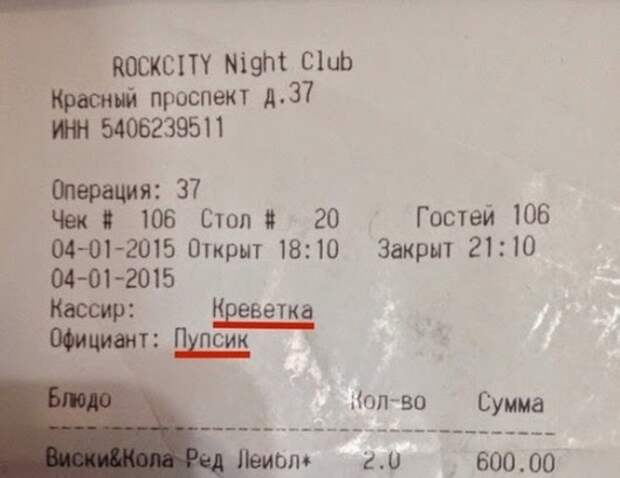 ROCKCITY Night Club
Красный проспект д.37
ИНН 5406239511
Операция: 37
Чек # 106 Стол # 20 Гостей 106
04-01-2015 Открыт 18:10 Закрыт 21:10
04-01-2015
Кассир: Креветка
Официант: Пупсик
Блюдо Кол-во Сумма
Виски&Кола Ред Лейбл* 2.0 600.00